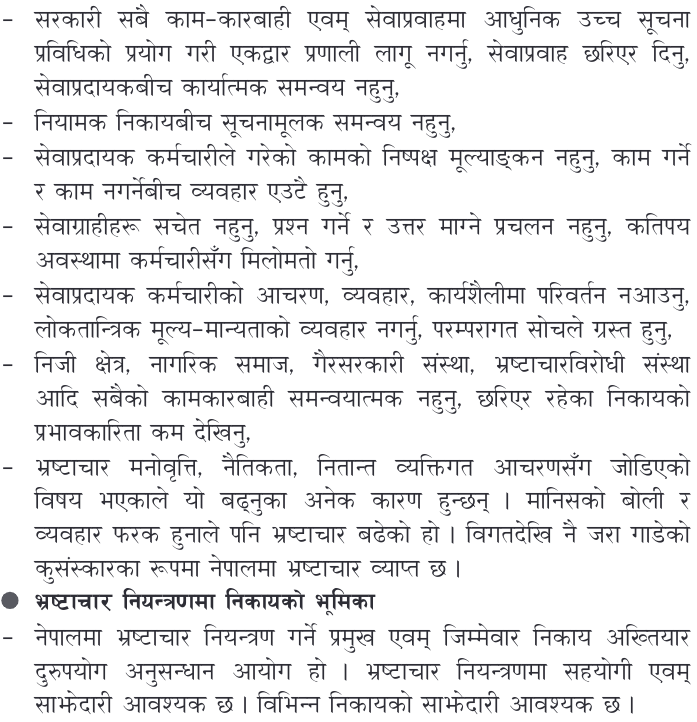 – सरकारी सबै काम-कारबाही एवम् सेवाप्रवाहमा आधुनिक उच्च सूचना
प्रविधिको प्रयोग गरी एकद्वार प्रणाली लागू नगर्नु, सेवाप्रवाह छरिएर दिनु,
सेवाप्रदायकबीच कार्यात्मक समन्वय नहुनु,
– नियामक निकायबीच सूचनामूलक समन्वय नहुनु,
– सेवाप्रदायक कर्मचारीले गरेको कामको निष्पक्ष मूल्याङ्कन नहुनु, काम गर्ने
र काम नगर्नेबीच व्यवहार एउटै हुनु,
– सेवाग्राहीहरू सचेत नहुनु, प्रश्न गर्ने र उत्तर माग्ने प्रचलन नहुनु, कतिपय
अवस्थामा कर्मचारीसँग मिलोमतो गर्नु,
– सेवाप्रदायक कर्मचारीको आचरण, व्यवहार, कार्यशैलीमा परिवर्तन नआउनु,
लोकतान्त्रिक मूल्य-मान्यताको व्यवहार नगर्नु, परम्परागत सोचले ग्रस्त हुनु,
– निजी क्षेत्र, नागरिक समाज, गैरसरकारी संस्था, भ्रष्टाचारविरोधी संस्था
आदि सबैको कामकारबाही समन्वयात्मक नहुनु, छरिएर रहेका निकायको
प्रभावकारिता कम देखिनु,
– भ्रष्टाचार मनोवृत्ति, नैतिकता, नितान्त व्यक्तिगत आचरणसँग जोडिएको
विषय भएकाले यो बढ्नुका अनेक कारण हुन्छन् । मानिसको बोली र
व्यवहार फरक हुनाले पनि भ्रष्टाचार बढेको हो । विगतदेखि नै जरा गाडेको
कुसंस्कारका रूपमा नेपालमा भ्रष्टाचार व्याप्त छ ।
● भ्रष्टाचार नियन्त्रणमा निकायको भूमिका
– नेपालमा भ्रष्टाचार नियन्त्रण गर्ने प्रमुख एवम् जिम्मेवार निकाय अख्तियार
दुरुपयोग अनुसन्धान आयोग हो । भ्रष्टाचार नियन्त्रणमा सहयोगी एवम्
साझेदारी आवश्यक छ । विभिन्न निकायको साझेदारी आवश्यक छ ।